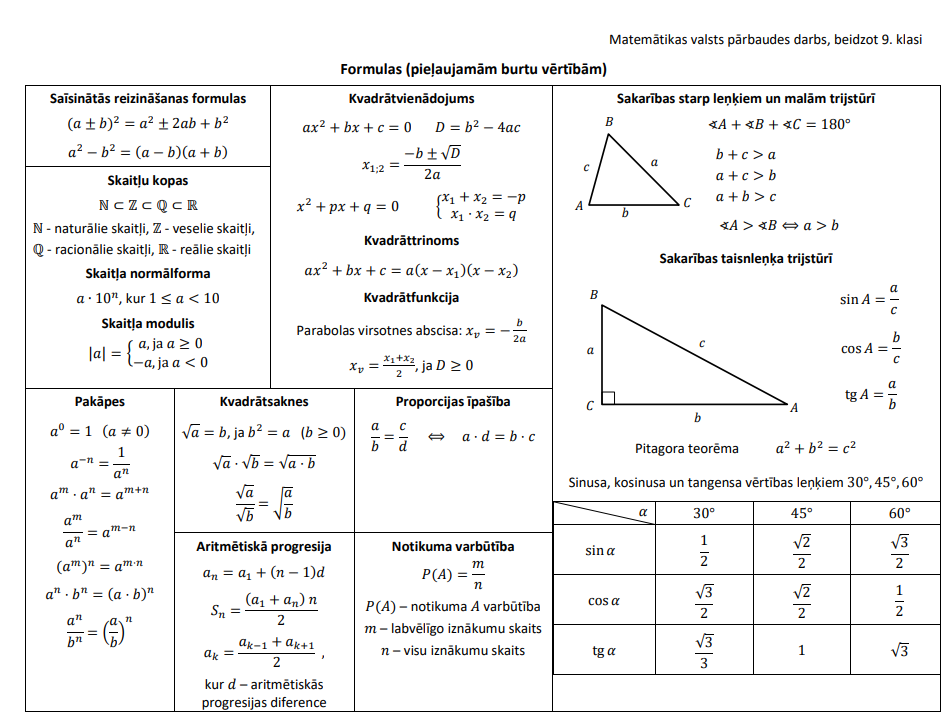 Matemātikas valsts pārbaudes darbs, beidzot 9. klasi
Formulas (pieļaujamām burtu vērtībām)
Saīsinātās reizināšanas formulas
(a ± b)² = a² ± 2ab + b²
a² − b² = (a − b)(a + b)
Skaitļu kopas
ℕ ⊂ ℤ ⊂ ℚ ⊂ ℝ
ℕ - naturālie skaitļi, ℤ - veselie skaitļi,
ℚ - racionālie skaitļi, ℝ - reālie skaitļi
Skaitļa normālforma
a · 10ⁿ, kur 1 ≤ a < 10
Skaitļa modulis
|a| = { a, ja a ≥ 0
−a, ja a < 0
Kvadrātvienādojums
ax² + bx + c = 0 D = b² − 4ac
x₁;₂ = (−b ± √D)/(2a)
x² + px + q = 0 { x₁ + x₂ = −p
x₁ · x₂ = q
Kvadrāttrinoms
ax² + bx + c = a(x − x₁)(x − x₂)
Kvadrātfunkcija
Parabolas virsotnes abscisa: xᵥ = −b/(2a)
xᵥ = (x₁+x₂)/2, ja D ≥ 0
Pakāpes
a⁰ = 1 (a ≠ 0)
a⁻ⁿ = 1/aⁿ
aᵐ · aⁿ = aᵐ⁺ⁿ
aᵐ/aⁿ = aᵐ⁻ⁿ
(aᵐ)ⁿ = aᵐ·ⁿ
aⁿ · bⁿ = (a · b)ⁿ
aⁿ/bⁿ = (a/b)ⁿ
Kvadrātsaknes
√a = b, ja b² = a (b ≥ 0)
√a · √b = √(a · b)
√a/√b = √(a/b)
Proporcijas īpašība
a/b = c/d ⟺ a · d = b · c
Aritmētiskā progresija
aₙ = a₁ + (n − 1)d
Sₙ = ((a₁ + aₙ) n)/2
aₖ = (aₖ₋₁ + aₖ₊₁)/2 ,
kur d – aritmētiskās
progresijas diference
Notikuma varbūtība
P(A) = m/n
P(A) – notikuma A varbūtība
m – labvēlīgo iznākumu skaits
n – visu iznākumu skaits
Sakarības starp leņķiem un malām trijstūrī
B
c a
A b C
∢A + ∢B + ∢C = 180°
b + c > a
a + c > b
a + b > c
∢A > ∢B ⟺ a > b
Sakarības taisnleņķa trijstūrī
B
a c
C b A
sin A = a/c
cos A = b/c
tg A = a/b
Pitagora teorēma a² + b² = c²
Sinusa, kosinusa un tangensa vērtības leņķiem 30°, 45°, 60°
α 30° 45° 60°
sin α 1/2 √2/2 √3/2
cos α √3/2 √2/2 1/2
tg α √3/3 1 √3